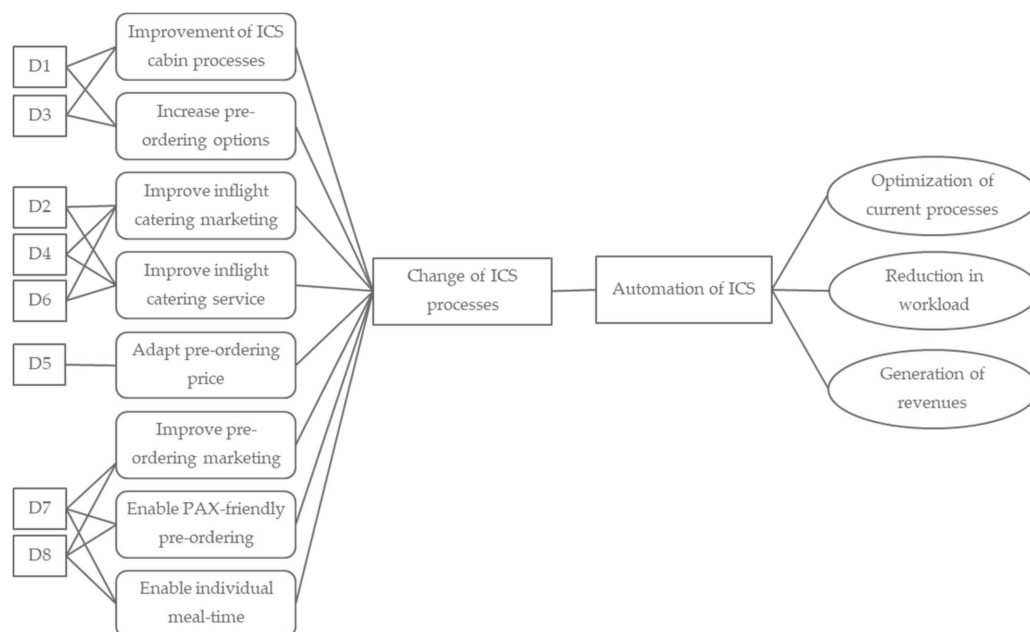 D1
D3
Improvement of ICS
cabin processes
Increase pre-
ordering options
D2
D4
D6
Improve inflight
catering marketing
Improve inflight
catering service
D5
Adapt pre-ordering
price
D7
D8
Improve pre-
ordering marketing
Enable PAX-friendly
pre-ordering
Enable individual
meal-time
Change of ICS
processes
Automation of ICS
Optimization of
current processes
Reduction in
workload
Generation of
revenues